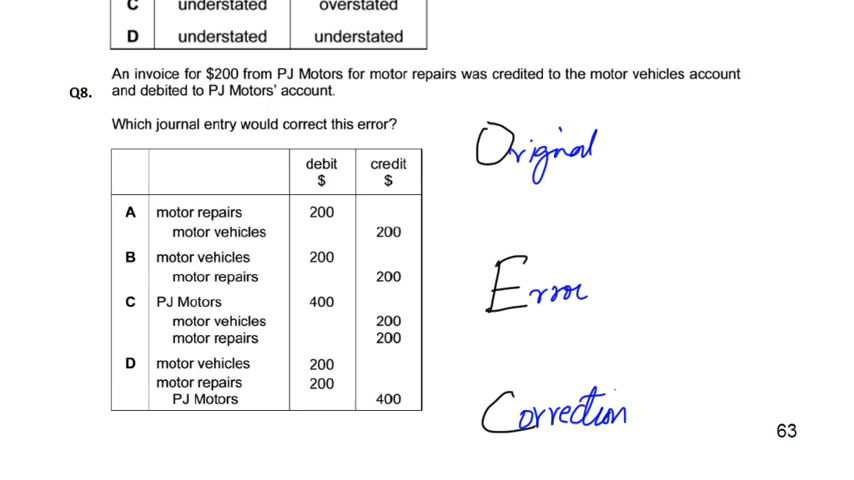 C understated overstated
D understated understated
Q8. An invoice for $200 from PJ Motors for motor repairs was credited to the motor vehicles account
and debited to PJ Motors' account.
Which journal entry would correct this error?
debit credit
$ $
A motor repairs 200
motor vehicles 200
B motor vehicles 200
motor repairs 200
C PJ Motors 400
motor vehicles 200
motor repairs 200
D motor vehicles 200
motor repairs 200
PJ Motors 400
Original
Error
Correction
63